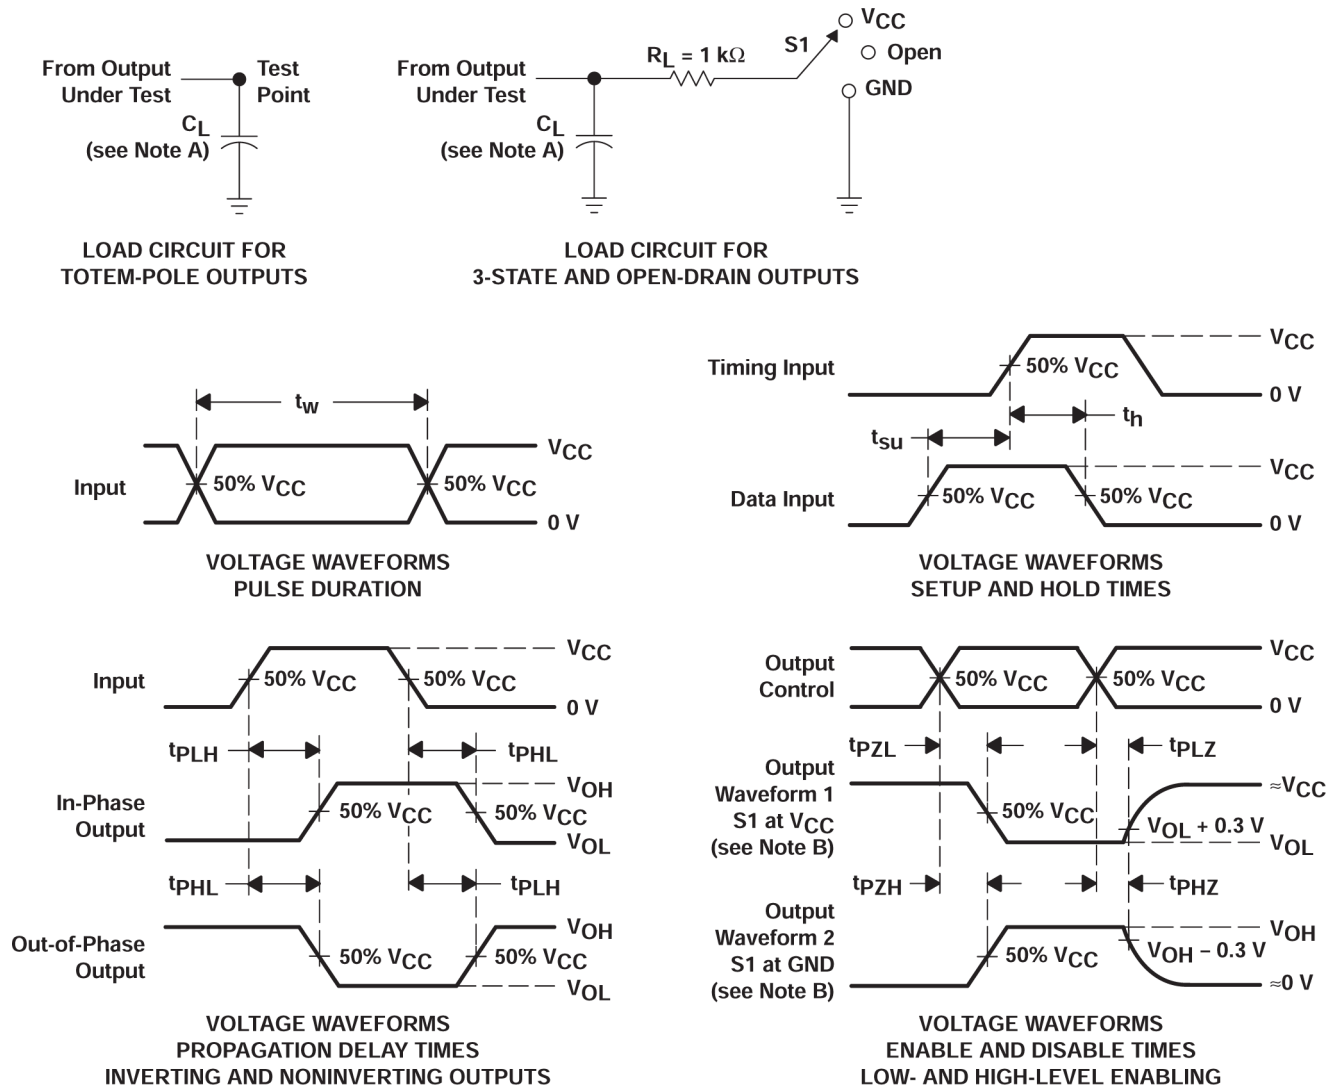 From Output
Under Test
Test
Point
CL
(see Note A)
LOAD CIRCUIT FOR
TOTEM-POLE OUTPUTS
From Output
Under Test
RL = 1 kΩ
S1
VCC
Open
GND
CL
(see Note A)
LOAD CIRCUIT FOR
3-STATE AND OPEN-DRAIN OUTPUTS
tw
Input
50% VCC
50% VCC
VCC
0 V
VOLTAGE WAVEFORMS
PULSE DURATION
Timing Input
50% VCC
VCC
0 V
th
tsu
Data Input
50% VCC
50% VCC
VCC
0 V
VOLTAGE WAVEFORMS
SETUP AND HOLD TIMES
Input
50% VCC
50% VCC
VCC
0 V
tPLH
tPHL
In-Phase
Output
50% VCC
50% VCC
VOH
VOL
tPHL
tPLH
Out-of-Phase
Output
50% VCC
50% VCC
VOH
VOL
VOLTAGE WAVEFORMS
PROPAGATION DELAY TIMES
INVERTING AND NONINVERTING OUTPUTS
Output
Control
50% VCC
50% VCC
VCC
0 V
tPZL
tPLZ
Output
Waveform 1
S1 at VCC
(see Note B)
50% VCC
VOL + 0.3 V
≈VCC
VOL
tPZH
tPHZ
Output
Waveform 2
S1 at GND
(see Note B)
50% VCC
VOH − 0.3 V
VOH
≈0 V
VOLTAGE WAVEFORMS
ENABLE AND DISABLE TIMES
LOW- AND HIGH-LEVEL ENABLING